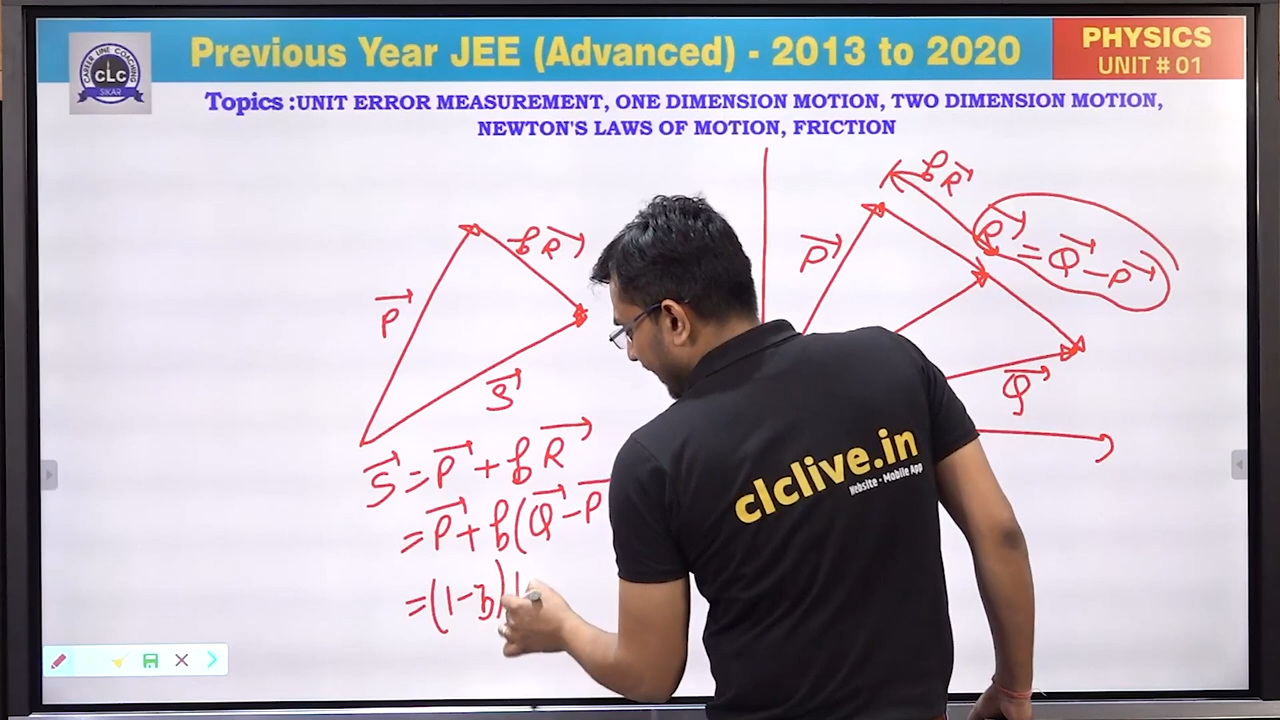 Previous Year JEE (Advanced) - 2013 to 2020
PHYSICS
UNIT # 01
CAREER LINE COACHING
CLC
SIKAR
Topics : UNIT ERROR MEASUREMENT, ONE DIMENSION MOTION, TWO DIMENSION MOTION,
NEWTON'S LAWS OF MOTION, FRICTION
P⃗
bR⃗
S⃗
S⃗ = P⃗ + bR⃗
= P⃗ + b(Q⃗ - P⃗
= (1-b)
bR⃗
P⃗
R⃗ = Q⃗ - P⃗
Q⃗
clclive.in
Website - Mobile App